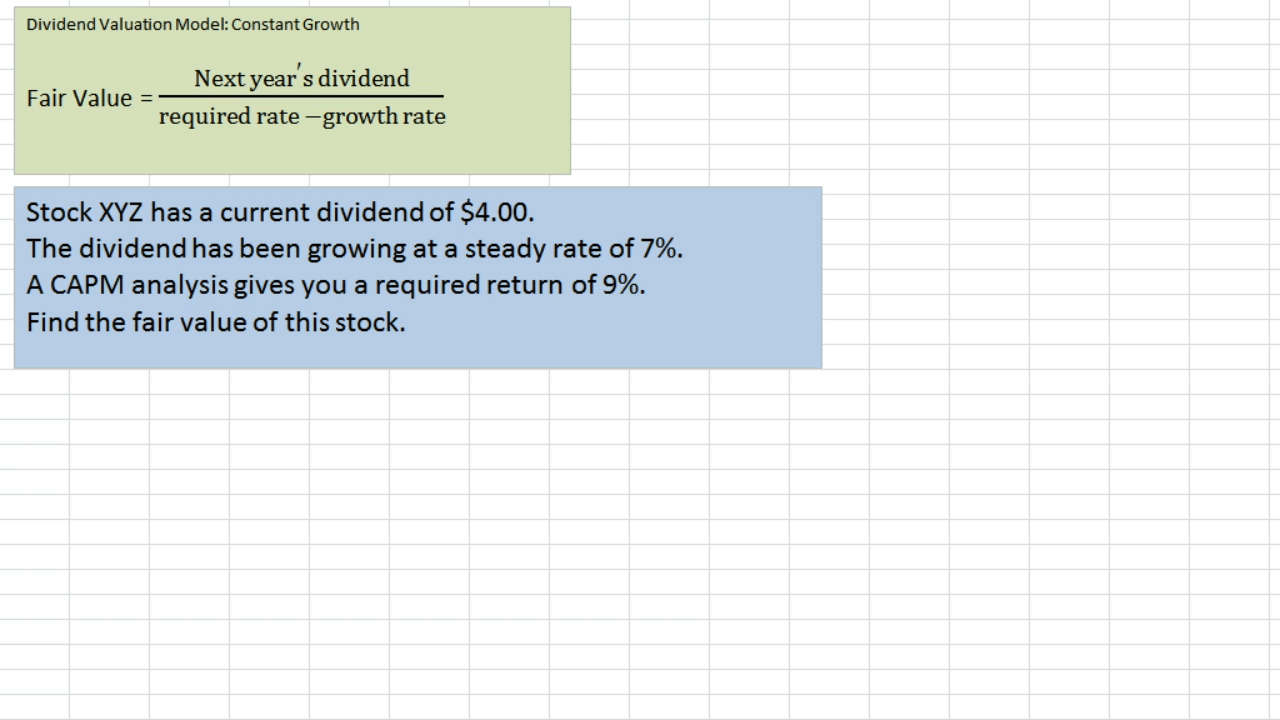 Dividend Valuation Model: Constant Growth
Next year's dividend
Fair Value =
required rate −growth rate
Stock XYZ has a current dividend of $4.00.
The dividend has been growing at a steady rate of 7%.
A CAPM analysis gives you a required return of 9%.
Find the fair value of this stock.